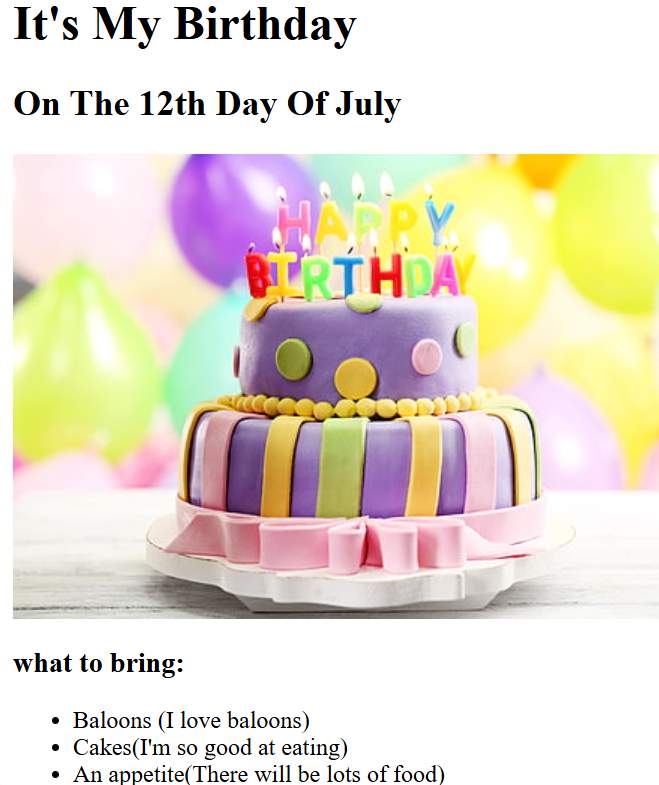 It's My Birthday
On The 12th Day Of July
HAPPY
BIRTHDAY
what to bring:
Baloons (I love baloons)
Cakes(I'm so good at eating)
An appetite(There will be lots of food)